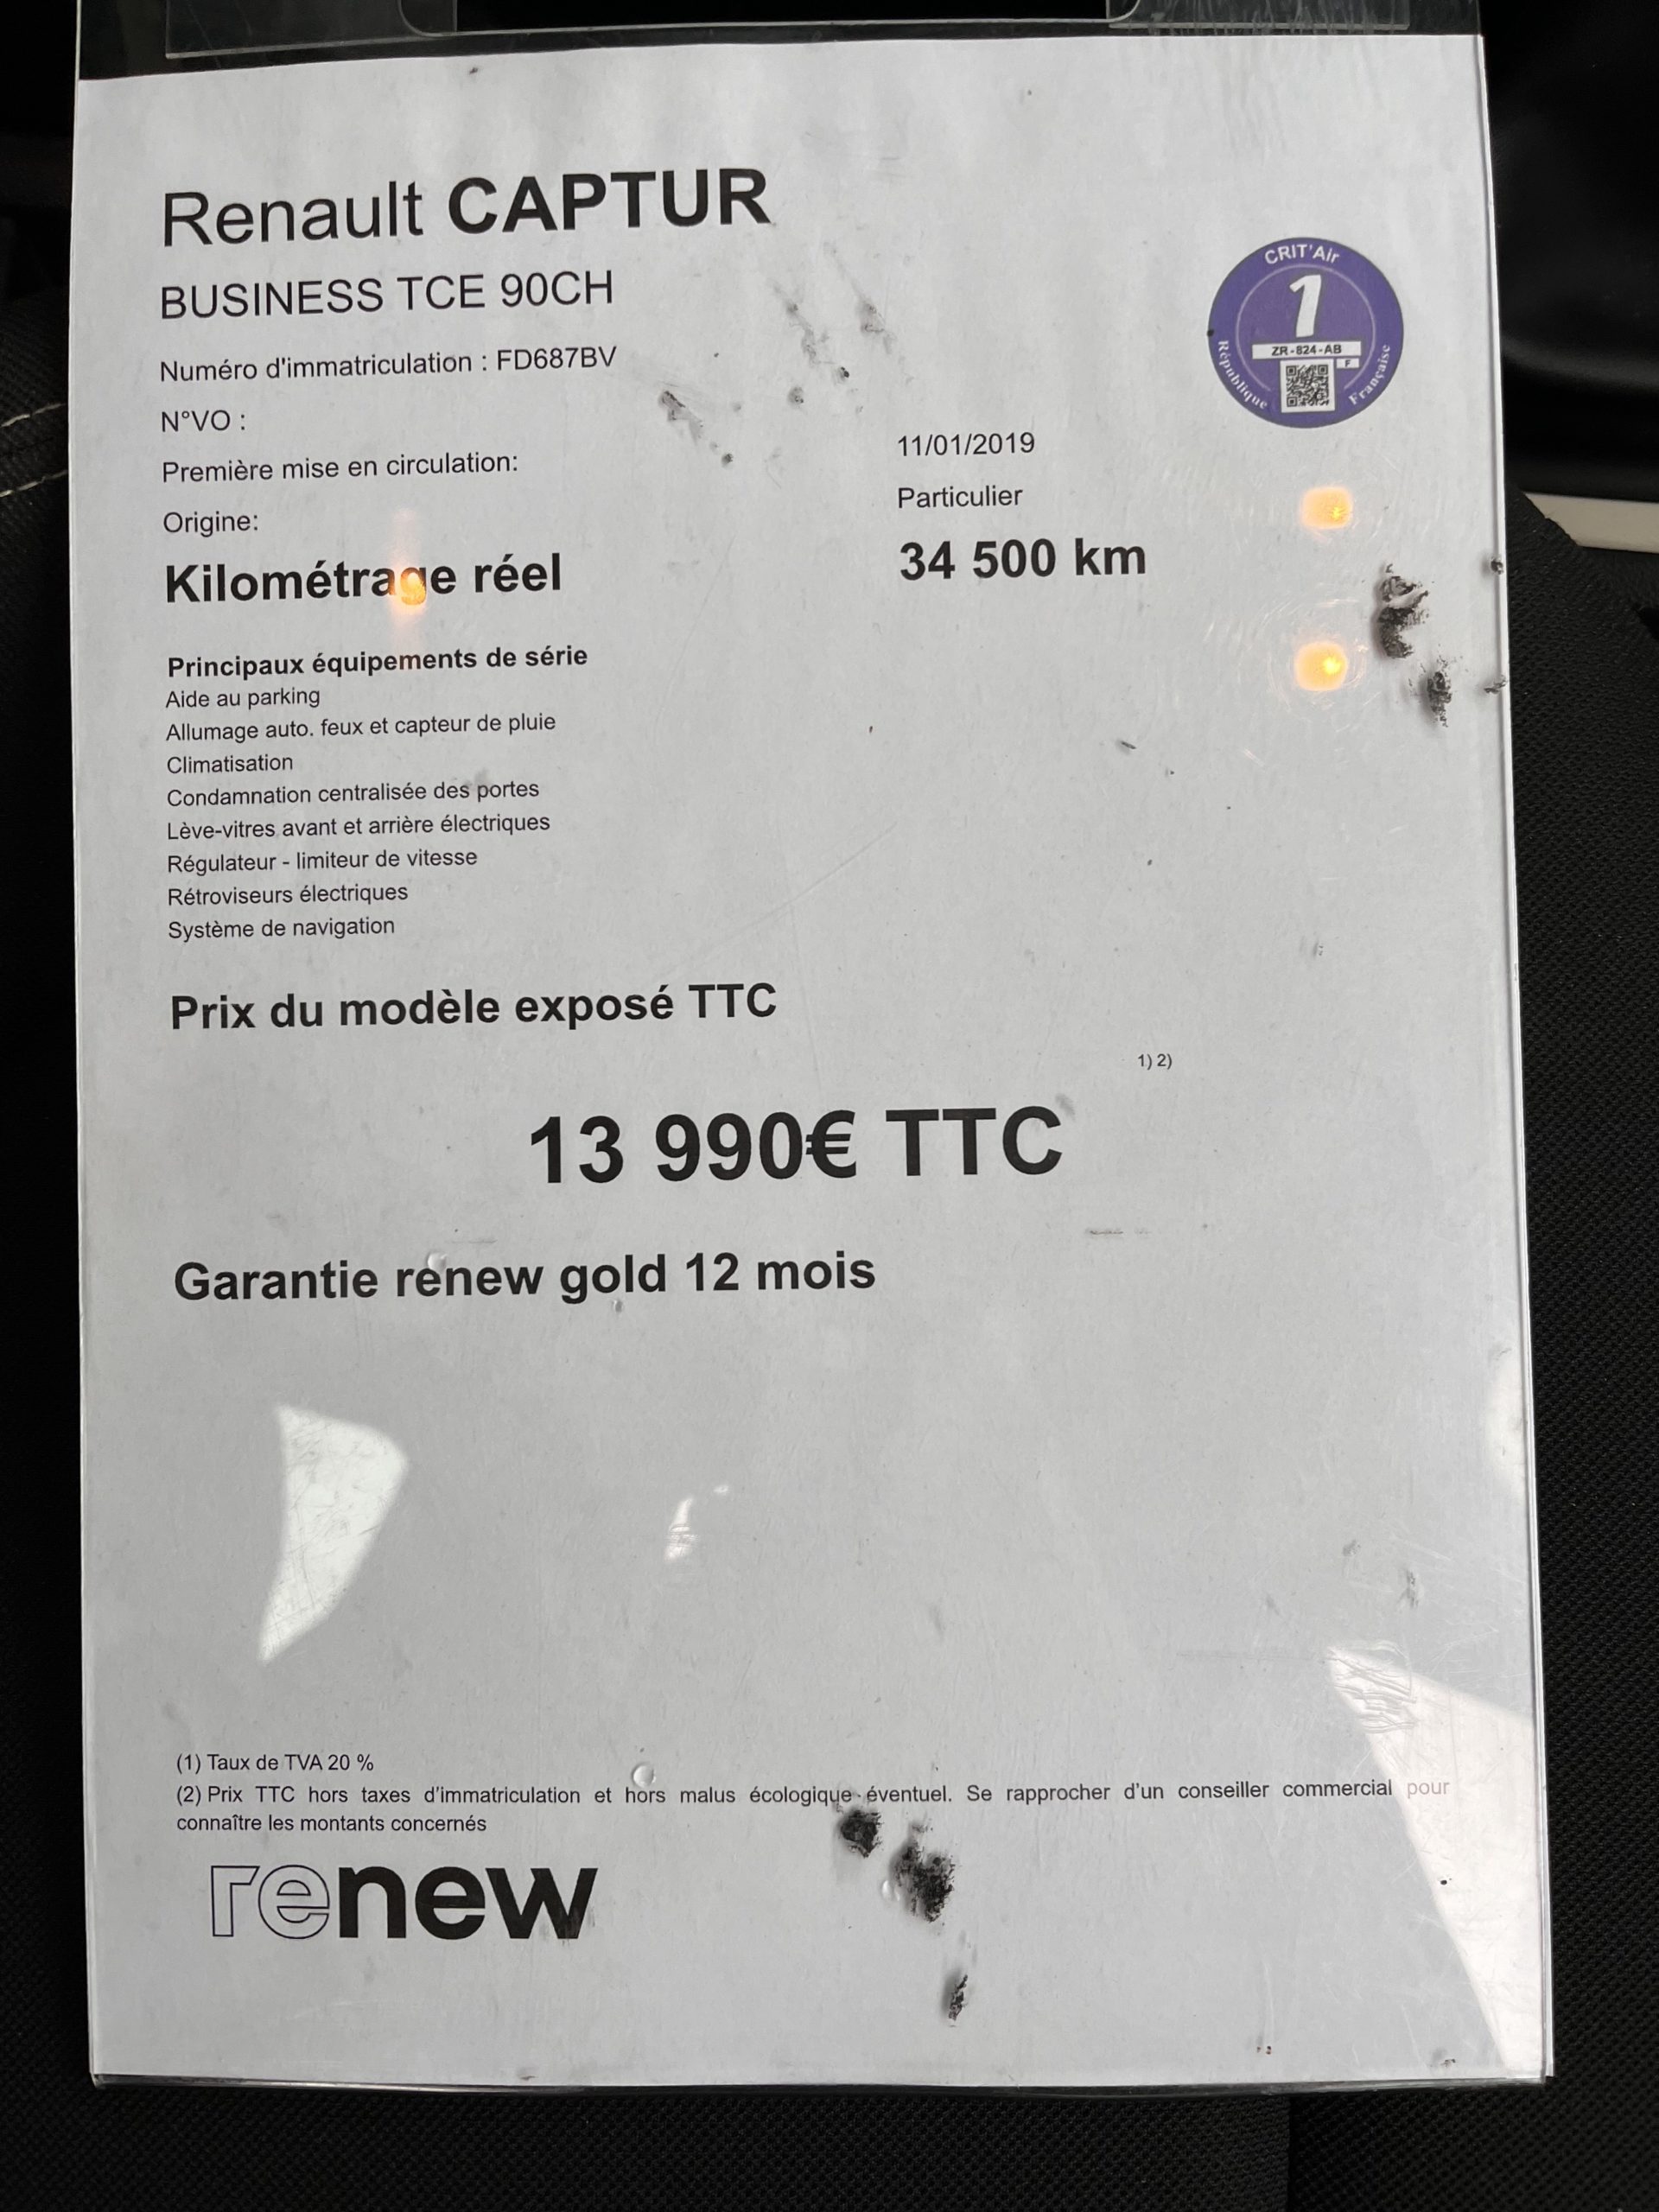 Renault CAPTUR
BUSINESS TCE 90CH
CRIT'Air
1
ZR-824-AB
F
République Française
Numéro d'immatriculation : FD687BV
N°VO :
Première mise en circulation: 11/01/2019
Origine: Particulier
Kilométrage réel 34 500 km
Principaux équipements de série
Aide au parking
Allumage auto. feux et capteur de pluie
Climatisation
Condamnation centralisée des portes
Lève-vitres avant et arrière électriques
Régulateur - limiteur de vitesse
Rétroviseurs électriques
Système de navigation
Prix du modèle exposé TTC
1) 2)
13 990€ TTC
Garantie renew gold 12 mois
(1) Taux de TVA 20 %
(2) Prix TTC hors taxes d'immatriculation et hors malus écologique éventuel. Se rapprocher d'un conseiller commercial pour
connaître les montants concernés
renew